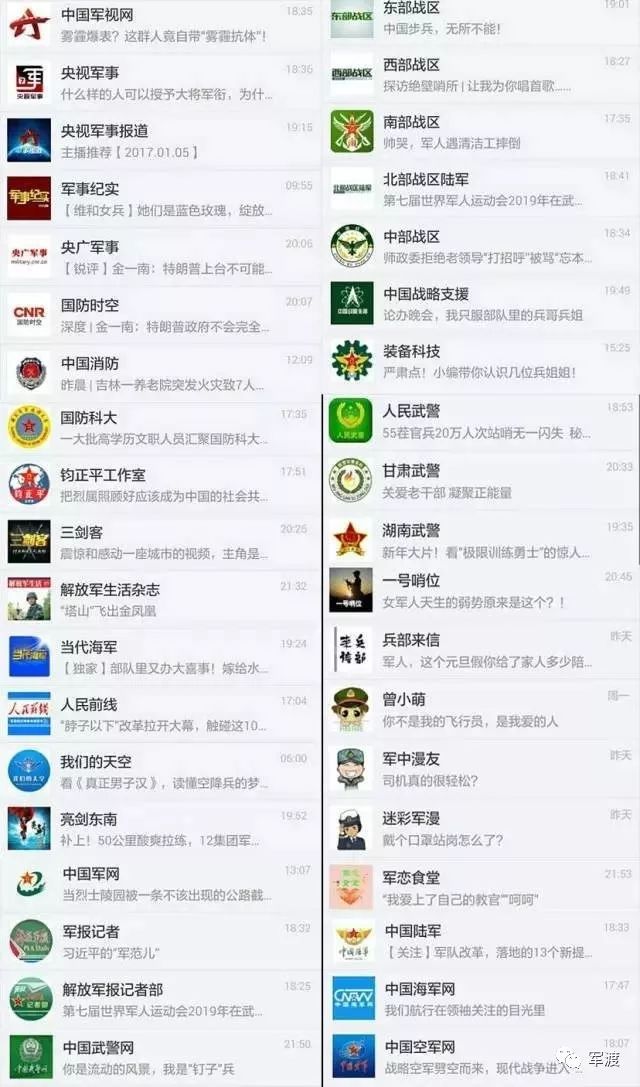 中国军视网
18:35
雾霾爆表？这群人竟自带“雾霾抗体”！
央视军事
18:35
什么样的人可以授予大将军衔，为什...
央视军事报道
19:15
主播推荐【2017.01.05】
军事纪实
09:55
【维和女兵】她们是蓝色玫瑰，绽放...
央广军事
20:06
【锐评】金一南：特朗普上台不可能...
国防时空
20:07
深度 | 金一南：特朗普政府不会完全...
中国消防
12:09
昨晨 | 吉林一养老院突发火灾致7人...
国防科大
17:35
一大批高学历文职人员汇聚国防科大...
钧正平工作室
17:51
把烈属照顾好应该成为中国的社会共...
三剑客
20:25
震惊和感动一座城市的视频，主角是...
解放军生活杂志
21:32
“塔山”飞出金凤凰
当代海军
19:24
【独家】部队里又办大喜事！嫁给水...
人民前线
17:04
“脖子以下”改革拉开大幕，触碰这10...
我们的天空
05:00
看《真正男子汉》，读懂空降兵的梦...
亮剑东南
19:52
补上！50公里酸爽拉练，12集团军...
中国军网
13:07
当烈士陵园被一条不该出现的公路截...
军报记者
18:32
习近平的“军范儿”
解放军报记者部
18:25
第七届世界军人运动会2019年在武...
中国武警网
21:50
你是流动的风景，我是“钉子”兵
东部战区
19:01
中国步兵，无所不能！
西部战区
18:27
探访绝壁哨所 | 让我为你唱首歌......
南部战区
17:35
帅哭，军人遇清洁工摔倒
北部战区陆军
18:41
第七届世界军人运动会2019年在武...
中部战区
18:34
师政委拒绝老领导“打招呼”被骂“忘本...
中国战略支援
19:49
论办晚会，我只服部队里的兵哥兵姐
装备科技
15:25
严肃点！小编带你认识几位兵姐姐！
人民武警
18:53
55茬官兵20万人次站哨无一闪失 秘...
甘肃武警
20:33
关爱老干部 凝聚正能量
湖南武警
19:35
新年大片！看“极限训练勇士”的惊人...
一号哨位
20:45
女军人天生的弱势原来是这个？！
兵部来信
昨天
军人，这个元旦假你给了家人多少陪...
曾小萌
周一
你不是我的飞行员，是我爱的人
军中漫友
昨天
司机真的很轻松？
迷彩军漫
昨天
戴个口罩站岗怎么了？
军恋食堂
21:53
“我爱上了自己的教官”“呵呵”
中国陆军
18:33
【关注】军队改革，落地的13个新提...
中国海军网
17:47
我们航行在领袖关注的目光里
中国空军网
18:07
战略空军劈空而来，现代战争进入“...
军渡